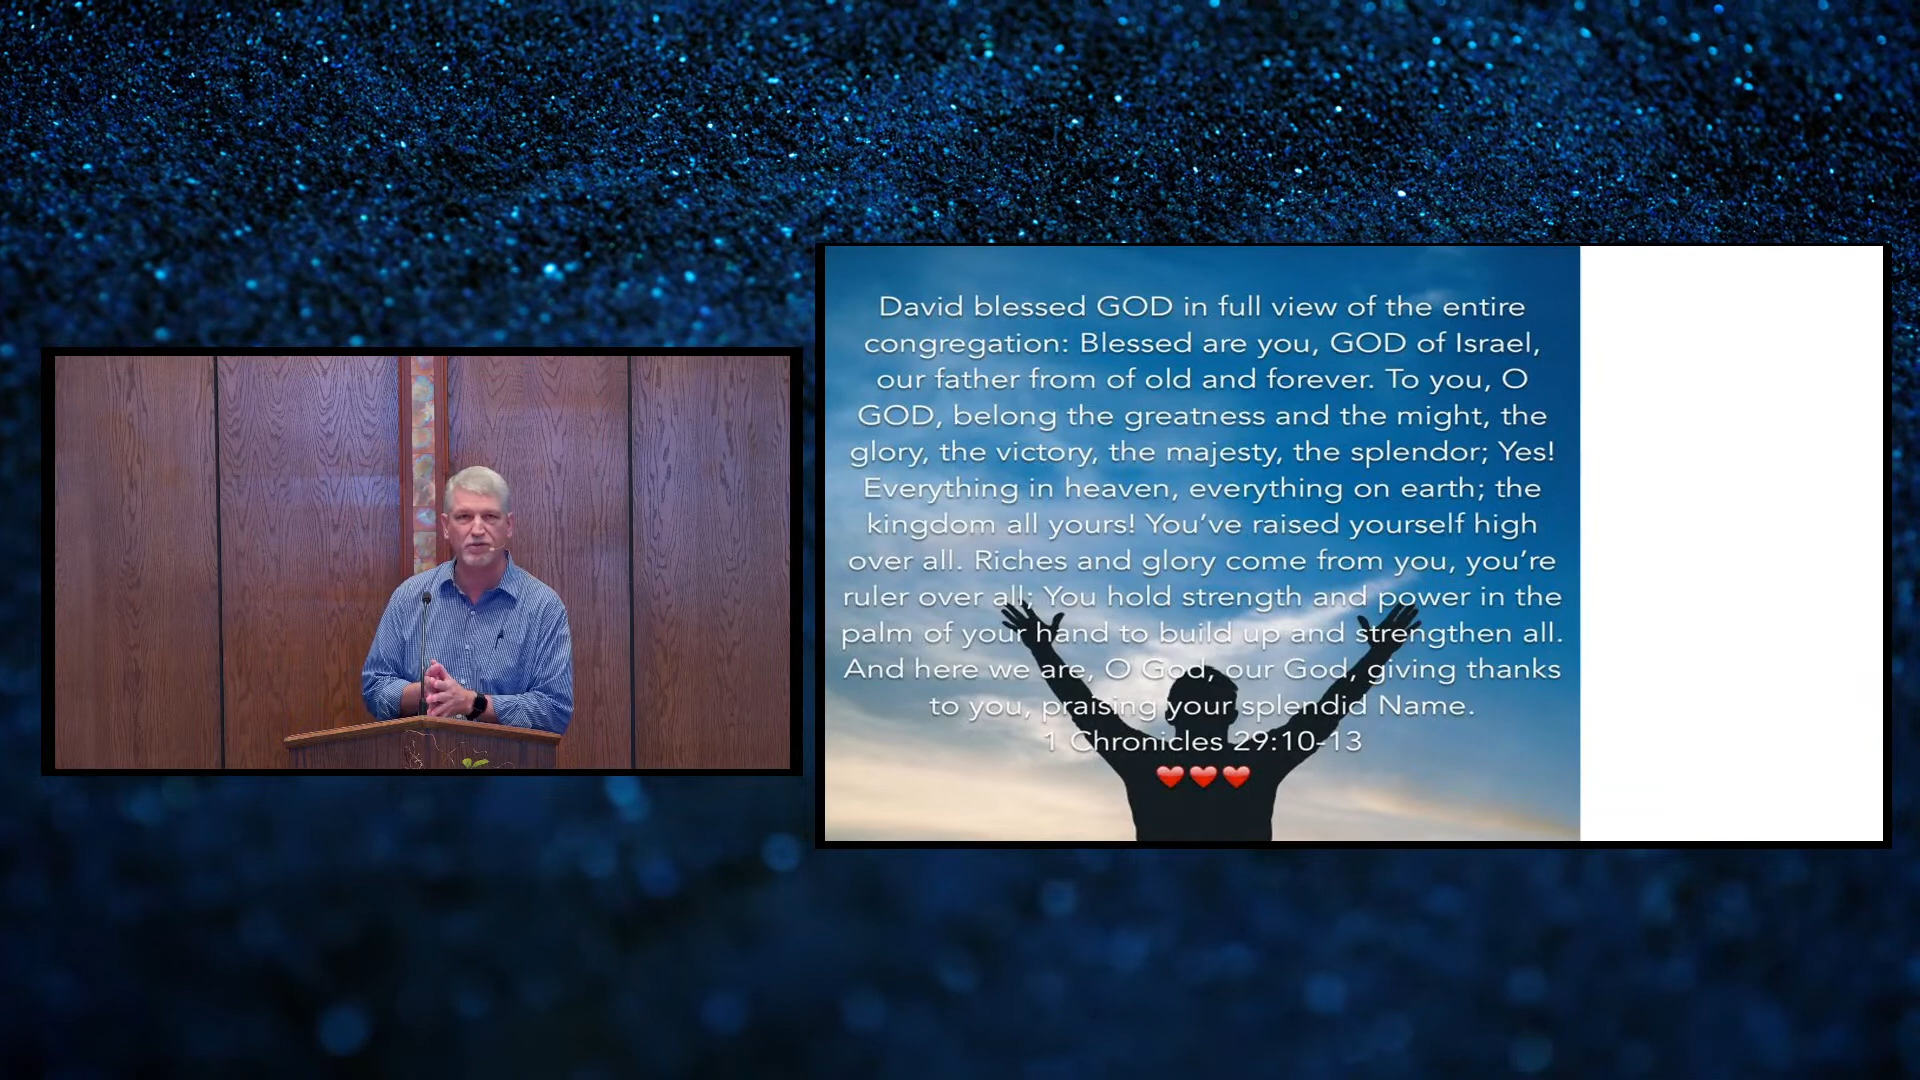 David blessed GOD in full view of the entire
congregation: Blessed are you, GOD of Israel,
our father from of old and forever. To you, O
GOD, belong the greatness and the might, the
glory, the victory, the majesty, the splendor; Yes!
Everything in heaven, everything on earth; the
kingdom all yours! You’ve raised yourself high
over all. Riches and glory come from you, you’re
ruler over all; You hold strength and power in the
palm of your hand to build up and strengthen all.
And here we are, O God, our God, giving thanks
to you, praising your splendid Name.
1 Chronicles 29:10-13
❤️❤️❤️